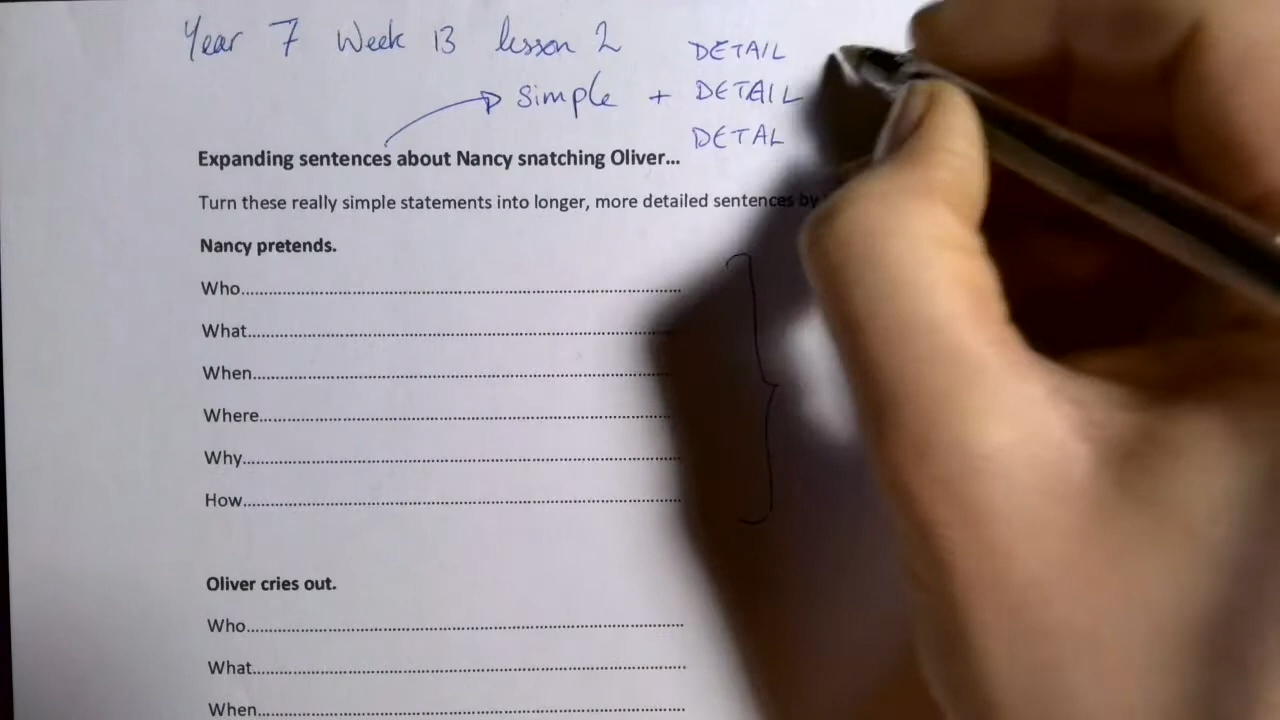 Year 7 Week 13 lesson 2
DETAIL
simple + DETAIL
DETAL
Expanding sentences about Nancy snatching Oliver...
Turn these really simple statements into longer, more detailed sentences by
Nancy pretends.
Who................................................................................
What................................................................................
When................................................................................
Where................................................................................
Why................................................................................
How................................................................................
Oliver cries out.
Who................................................................................
What................................................................................
When................................................................................